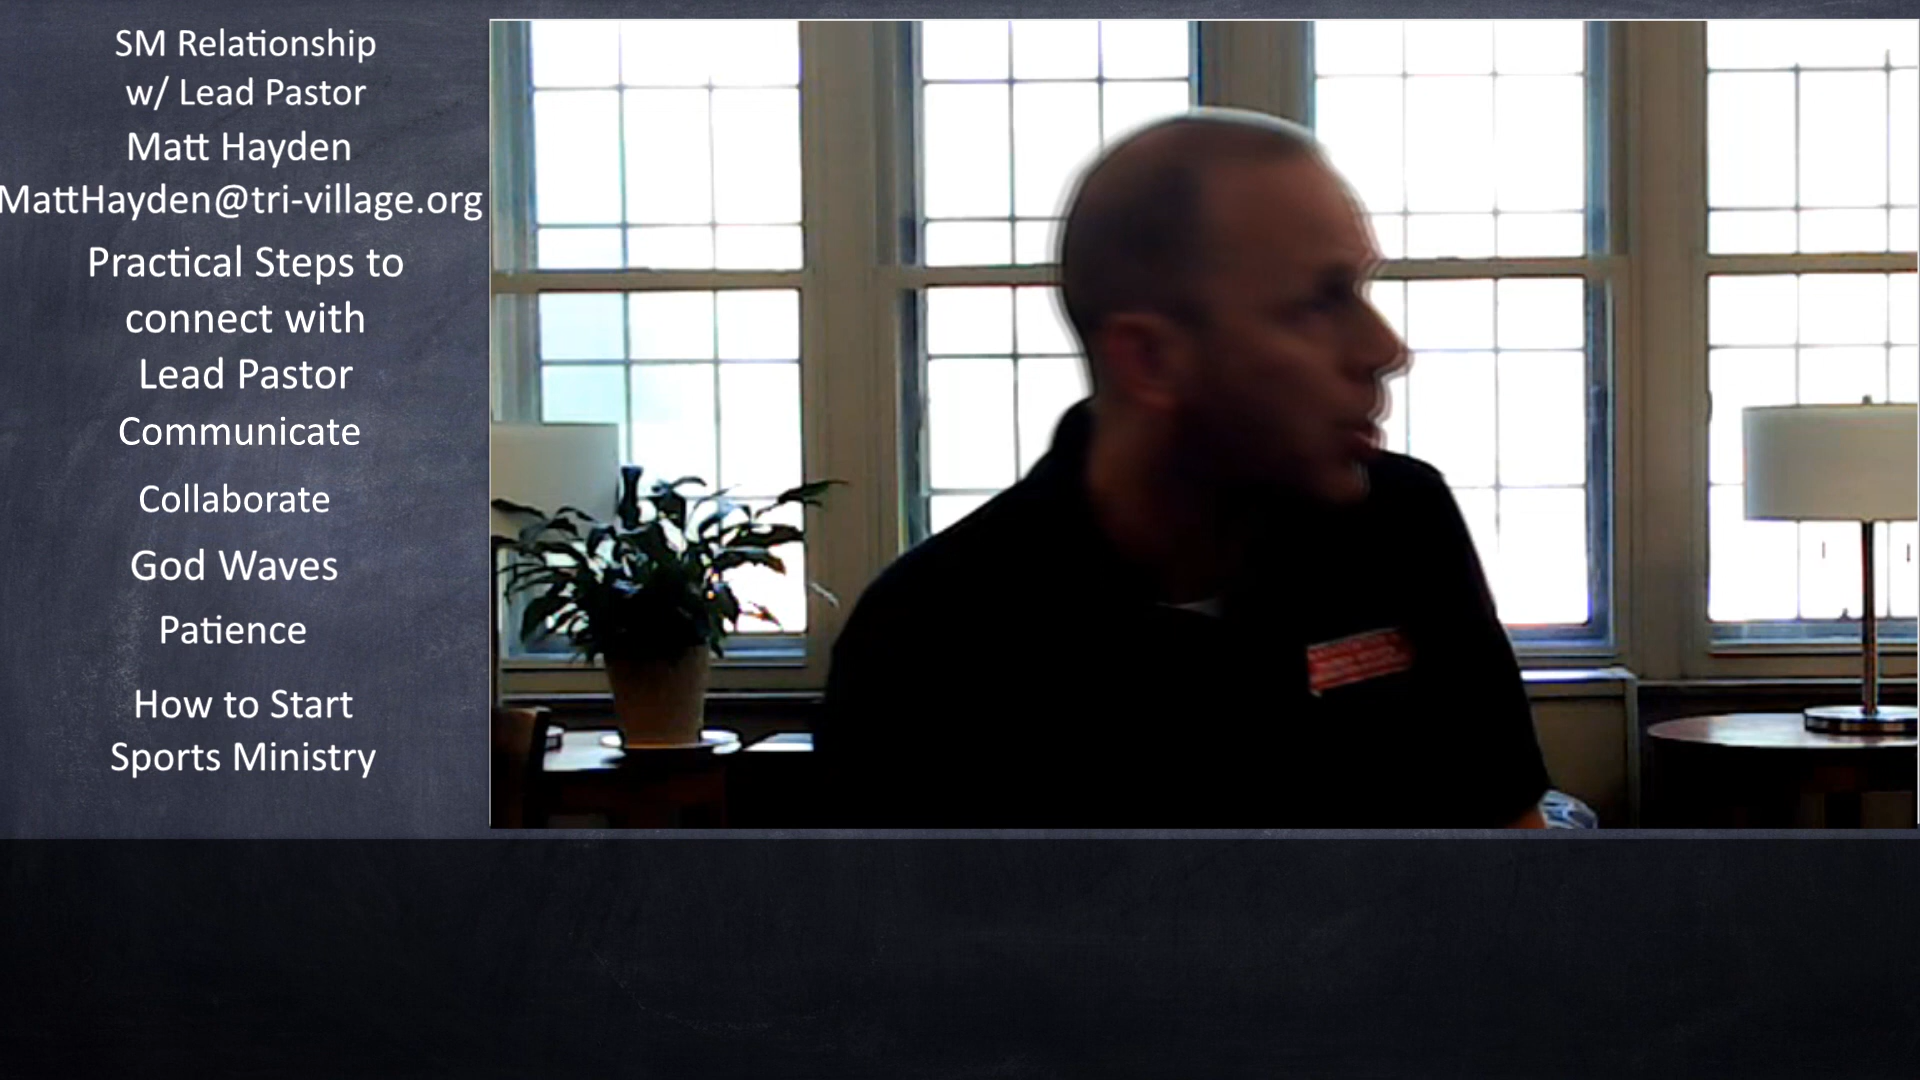 SM Relationship
w/ Lead Pastor
Matt Hayden
MattHayden@tri-village.org
Practical Steps to
connect with
Lead Pastor
Communicate
Collaborate
God Waves
Patience
How to Start
Sports Ministry